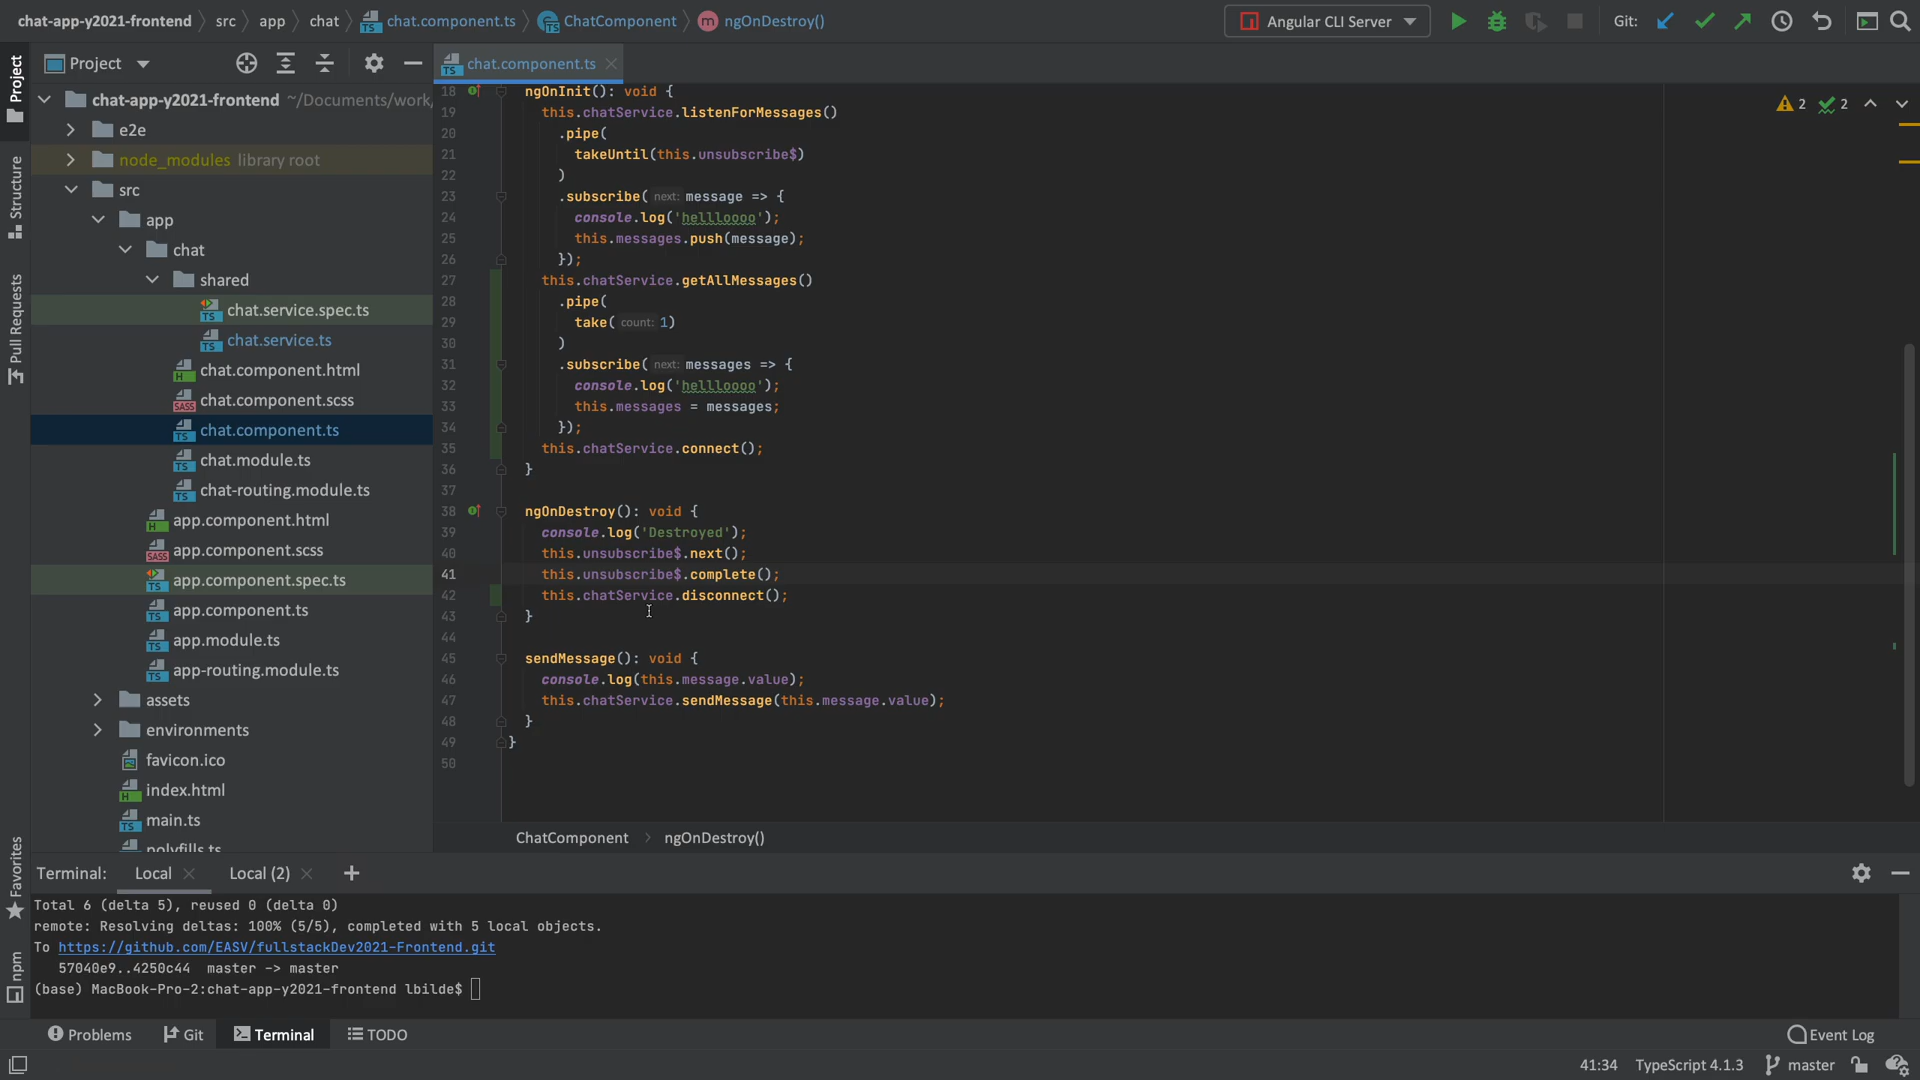 chat-app-y2021-frontend src app chat chat.component.ts ChatComponent ngOnDestroy()
Angular CLI Server Git:
Project
chat.component.ts
chat-app-y2021-frontend ~/Documents/work/
e2e
node_modules library root
src
app
chat
shared
chat.service.spec.ts
chat.service.ts
chat.component.html
chat.component.scss
chat.component.ts
chat.module.ts
chat-routing.module.ts
app.component.html
app.component.scss
app.component.spec.ts
app.component.ts
app.module.ts
app-routing.module.ts
assets
environments
favicon.ico
index.html
main.ts
polyfills.ts
Project
Structure
Pull Requests
Favorites
npm
2 2
18 ngOnInit(): void {
19 this.chatService.listenForMessages()
20 .pipe(
21 takeUntil(this.unsubscribe$)
22 )
23 .subscribe( next: message => {
24 console.log('hellloooo');
25 this.messages.push(message);
26 });
27 this.chatService.getAllMessages()
28 .pipe(
29 take( count: 1)
30 )
31 .subscribe( next: messages => {
32 console.log('hellloooo');
33 this.messages = messages;
34 });
35 this.chatService.connect();
36 }
37
38 ngOnDestroy(): void {
39 console.log('Destroyed');
40 this.unsubscribe$.next();
41 this.unsubscribe$.complete();
42 this.chatService.disconnect();
43 }
44
45 sendMessage(): void {
46 console.log(this.message.value);
47 this.chatService.sendMessage(this.message.value);
48 }
49 }
50
ChatComponent ngOnDestroy()
Terminal: Local Local (2)
Total 6 (delta 5), reused 0 (delta 0)
remote: Resolving deltas: 100% (5/5), completed with 5 local objects.
To https://github.com/EASV/fullstackDev2021-Frontend.git
57040e9..4250c44 master -> master
(base) MacBook-Pro-2:chat-app-y2021-frontend lbilde$
Problems Git Terminal TODO Event Log
41:34 TypeScript 4.1.3 master